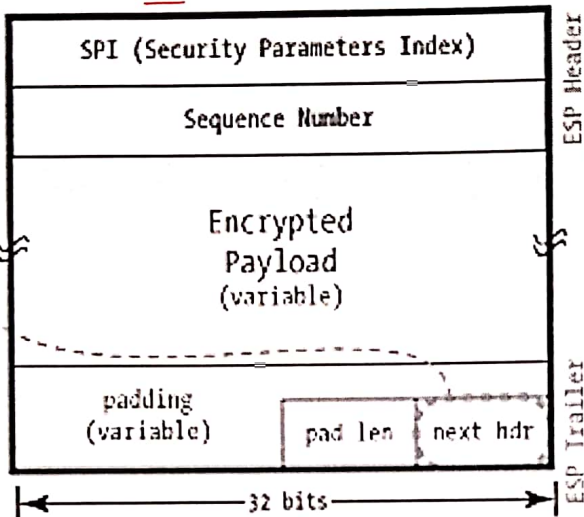 SPI (Security Parameters Index)
ESP Header
Sequence Number
Encrypted
Payload
(variable)
padding
(variable)
pad len
next hdr
ESP Trailer
32 bits